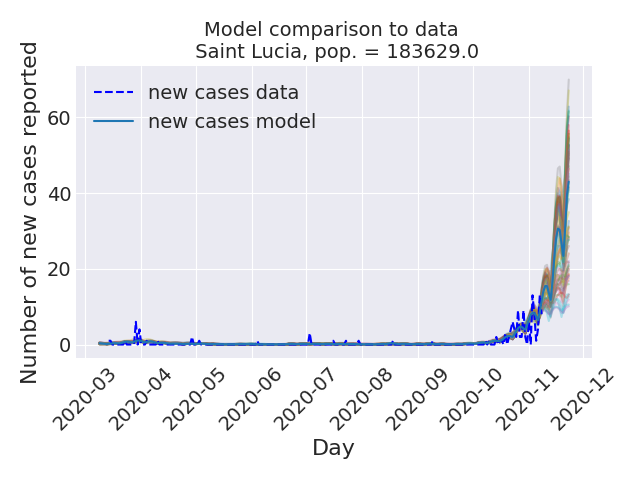 Model comparison to data
Saint Lucia, pop. = 183629.0
Number of new cases reported
60
40
20
0
new cases data
new cases model
2020-03
2020-04
2020-05
2020-06
2020-07
2020-08
2020-09
2020-10
2020-11
2020-12
Day